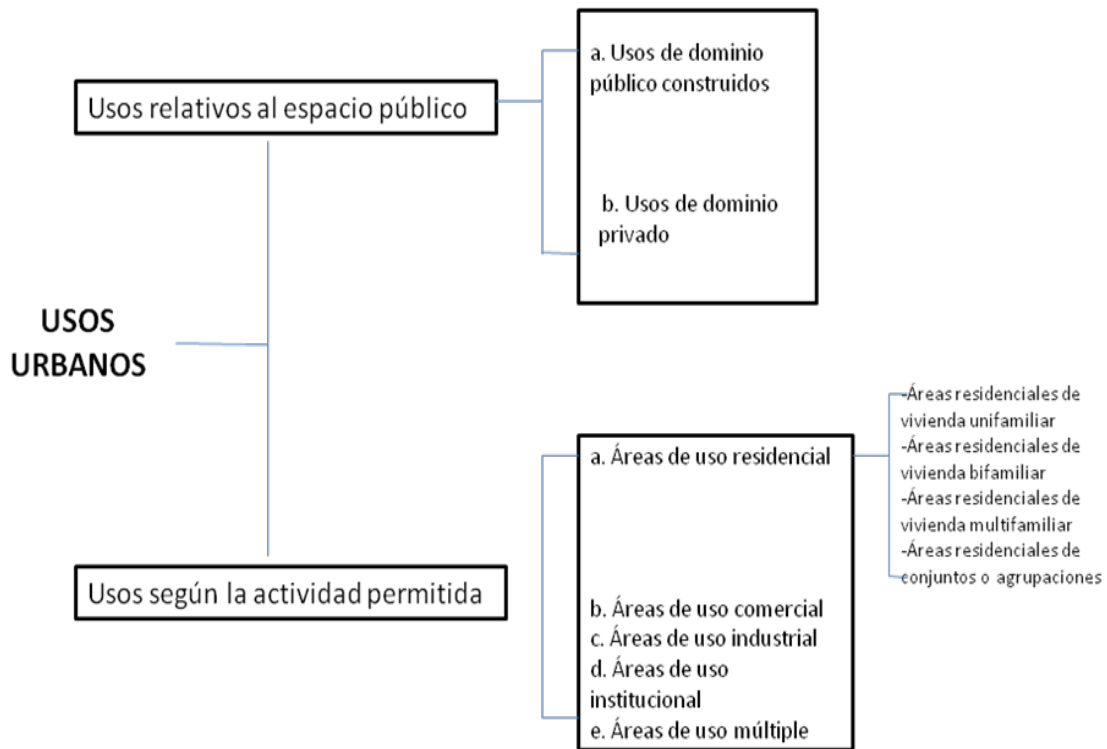 USOS
URBANOS
Usos relativos al espacio público
a. Usos de dominio
público construidos
b. Usos de dominio
privado
Usos según la actividad permitida
a. Áreas de uso residencial
-Áreas residenciales de
vivienda unifamiliar
-Áreas residenciales de
vivienda bifamiliar
-Áreas residenciales de
vivienda multifamiliar
-Áreas residenciales de
conjuntos o agrupaciones
b. Áreas de uso comercial
c. Áreas de uso industrial
d. Áreas de uso
institucional
e. Áreas de uso múltiple